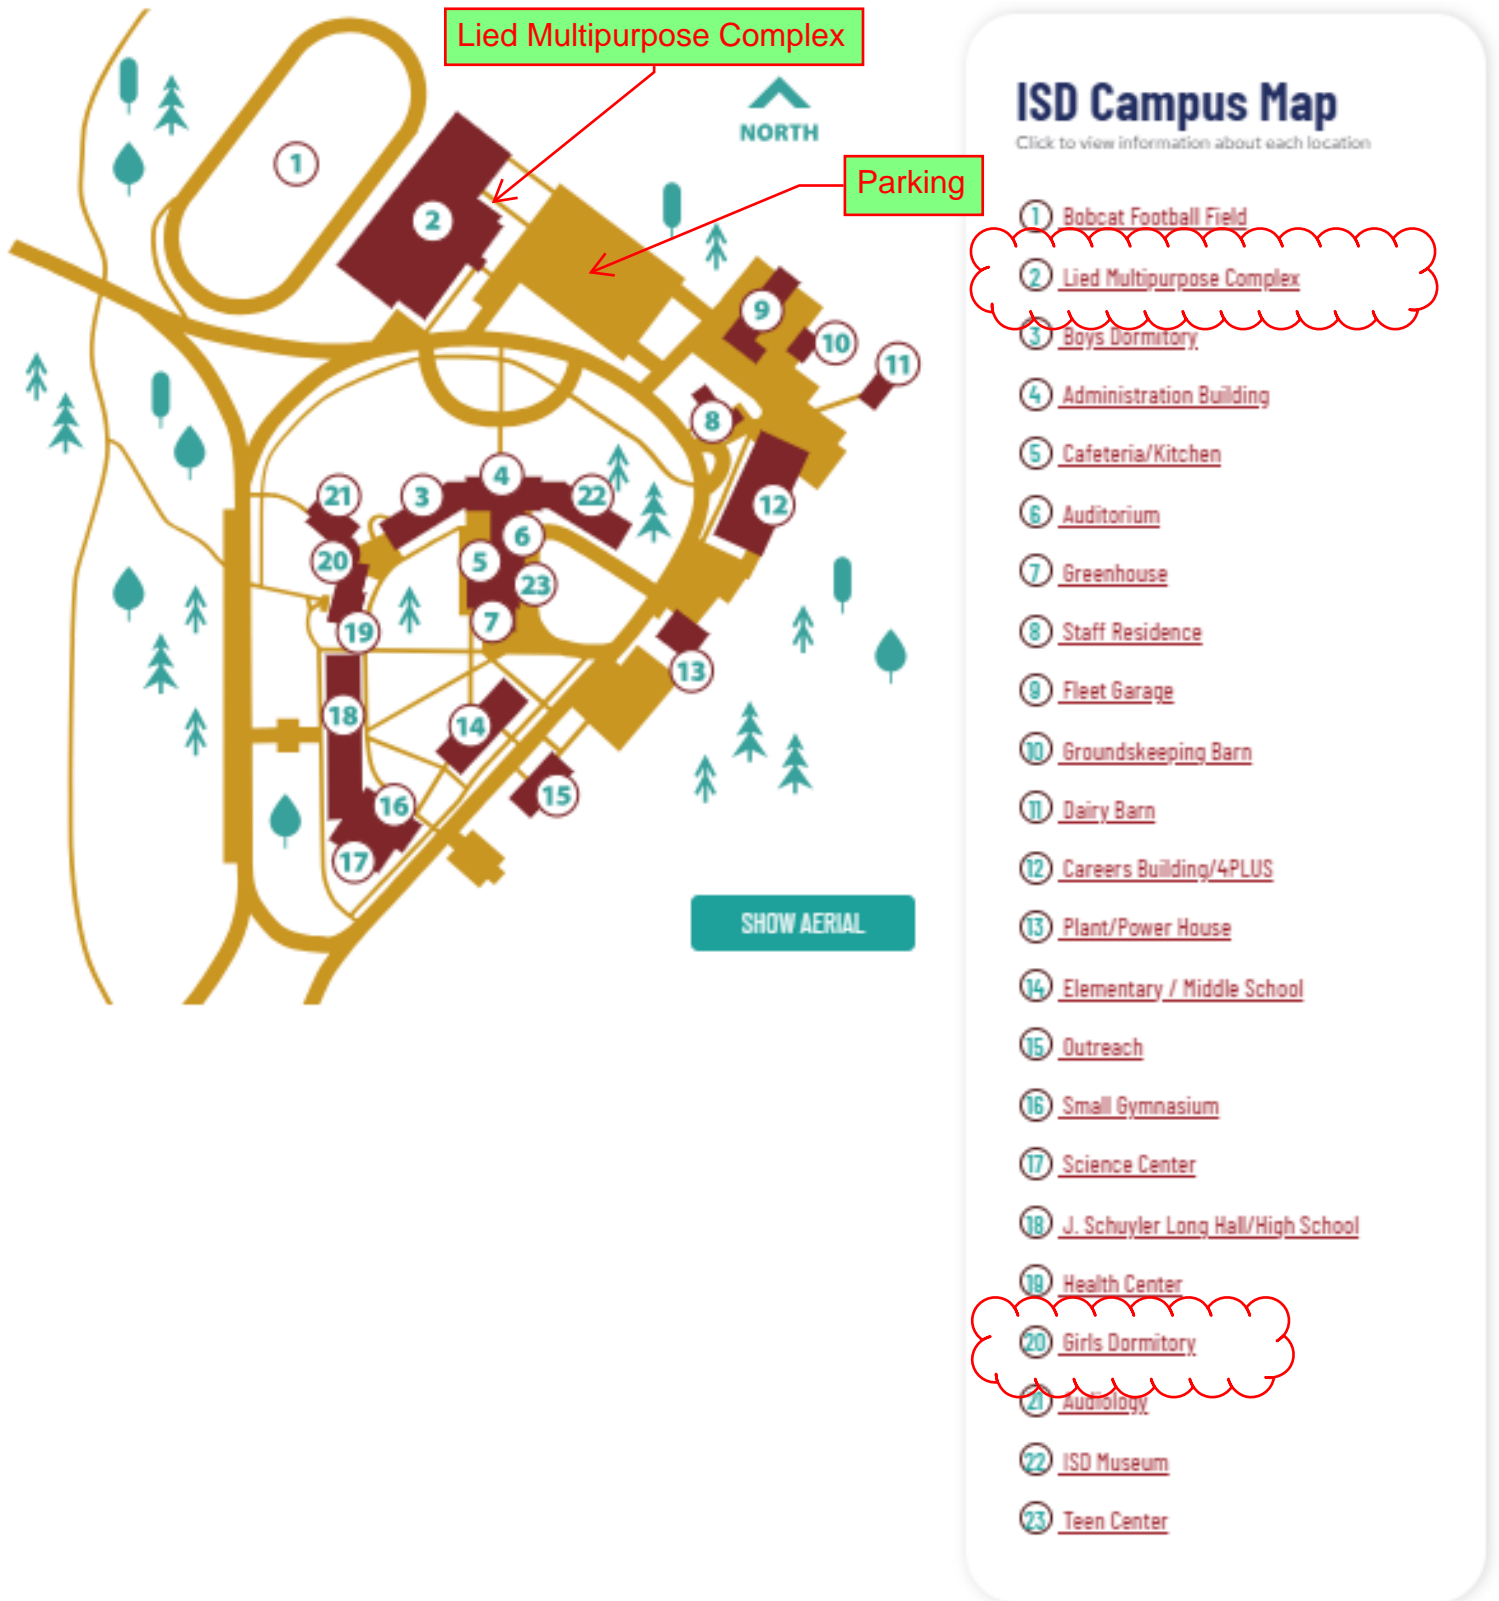 Lied Multipurpose Complex
NORTH
Parking
1
2
9
10
11
8
4
21
3
22
12
6
20
5
23
7
19
13
18
14
15
16
17
SHOW AERIAL
ISD Campus Map
Click to view information about each location
1 Bobcat Football Field
2 Lied Multipurpose Complex
3 Boys Dormitory
4 Administration Building
5 Cafeteria/Kitchen
6 Auditorium
7 Greenhouse
8 Staff Residence
9 Fleet Garage
10 Groundskeeping Barn
11 Dairy Barn
12 Careers Building/4PLUS
13 Plant/Power House
14 Elementary / Middle School
15 Outreach
16 Small Gymnasium
17 Science Center
18 J. Schuyler Long Hall/High School
19 Health Center
20 Girls Dormitory
21 Audiology
22 ISD Museum
23 Teen Center